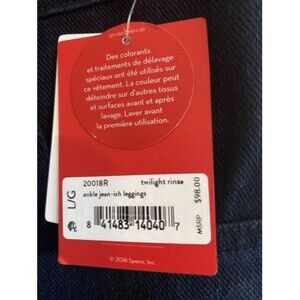 Des colorants
et traitements de délavage
spéciaux ont été utilisés sur
ce vêtement. La couleur peut
déteindre sur d'autres tissus
et surfaces avant et après
lavage. Laver avant
la première utilisation.
20018R twilight rinse
ankle jean-ish leggings
L/G
8 41483 14040 7
MSRP $98.00
© 2016 Spanx, Inc.